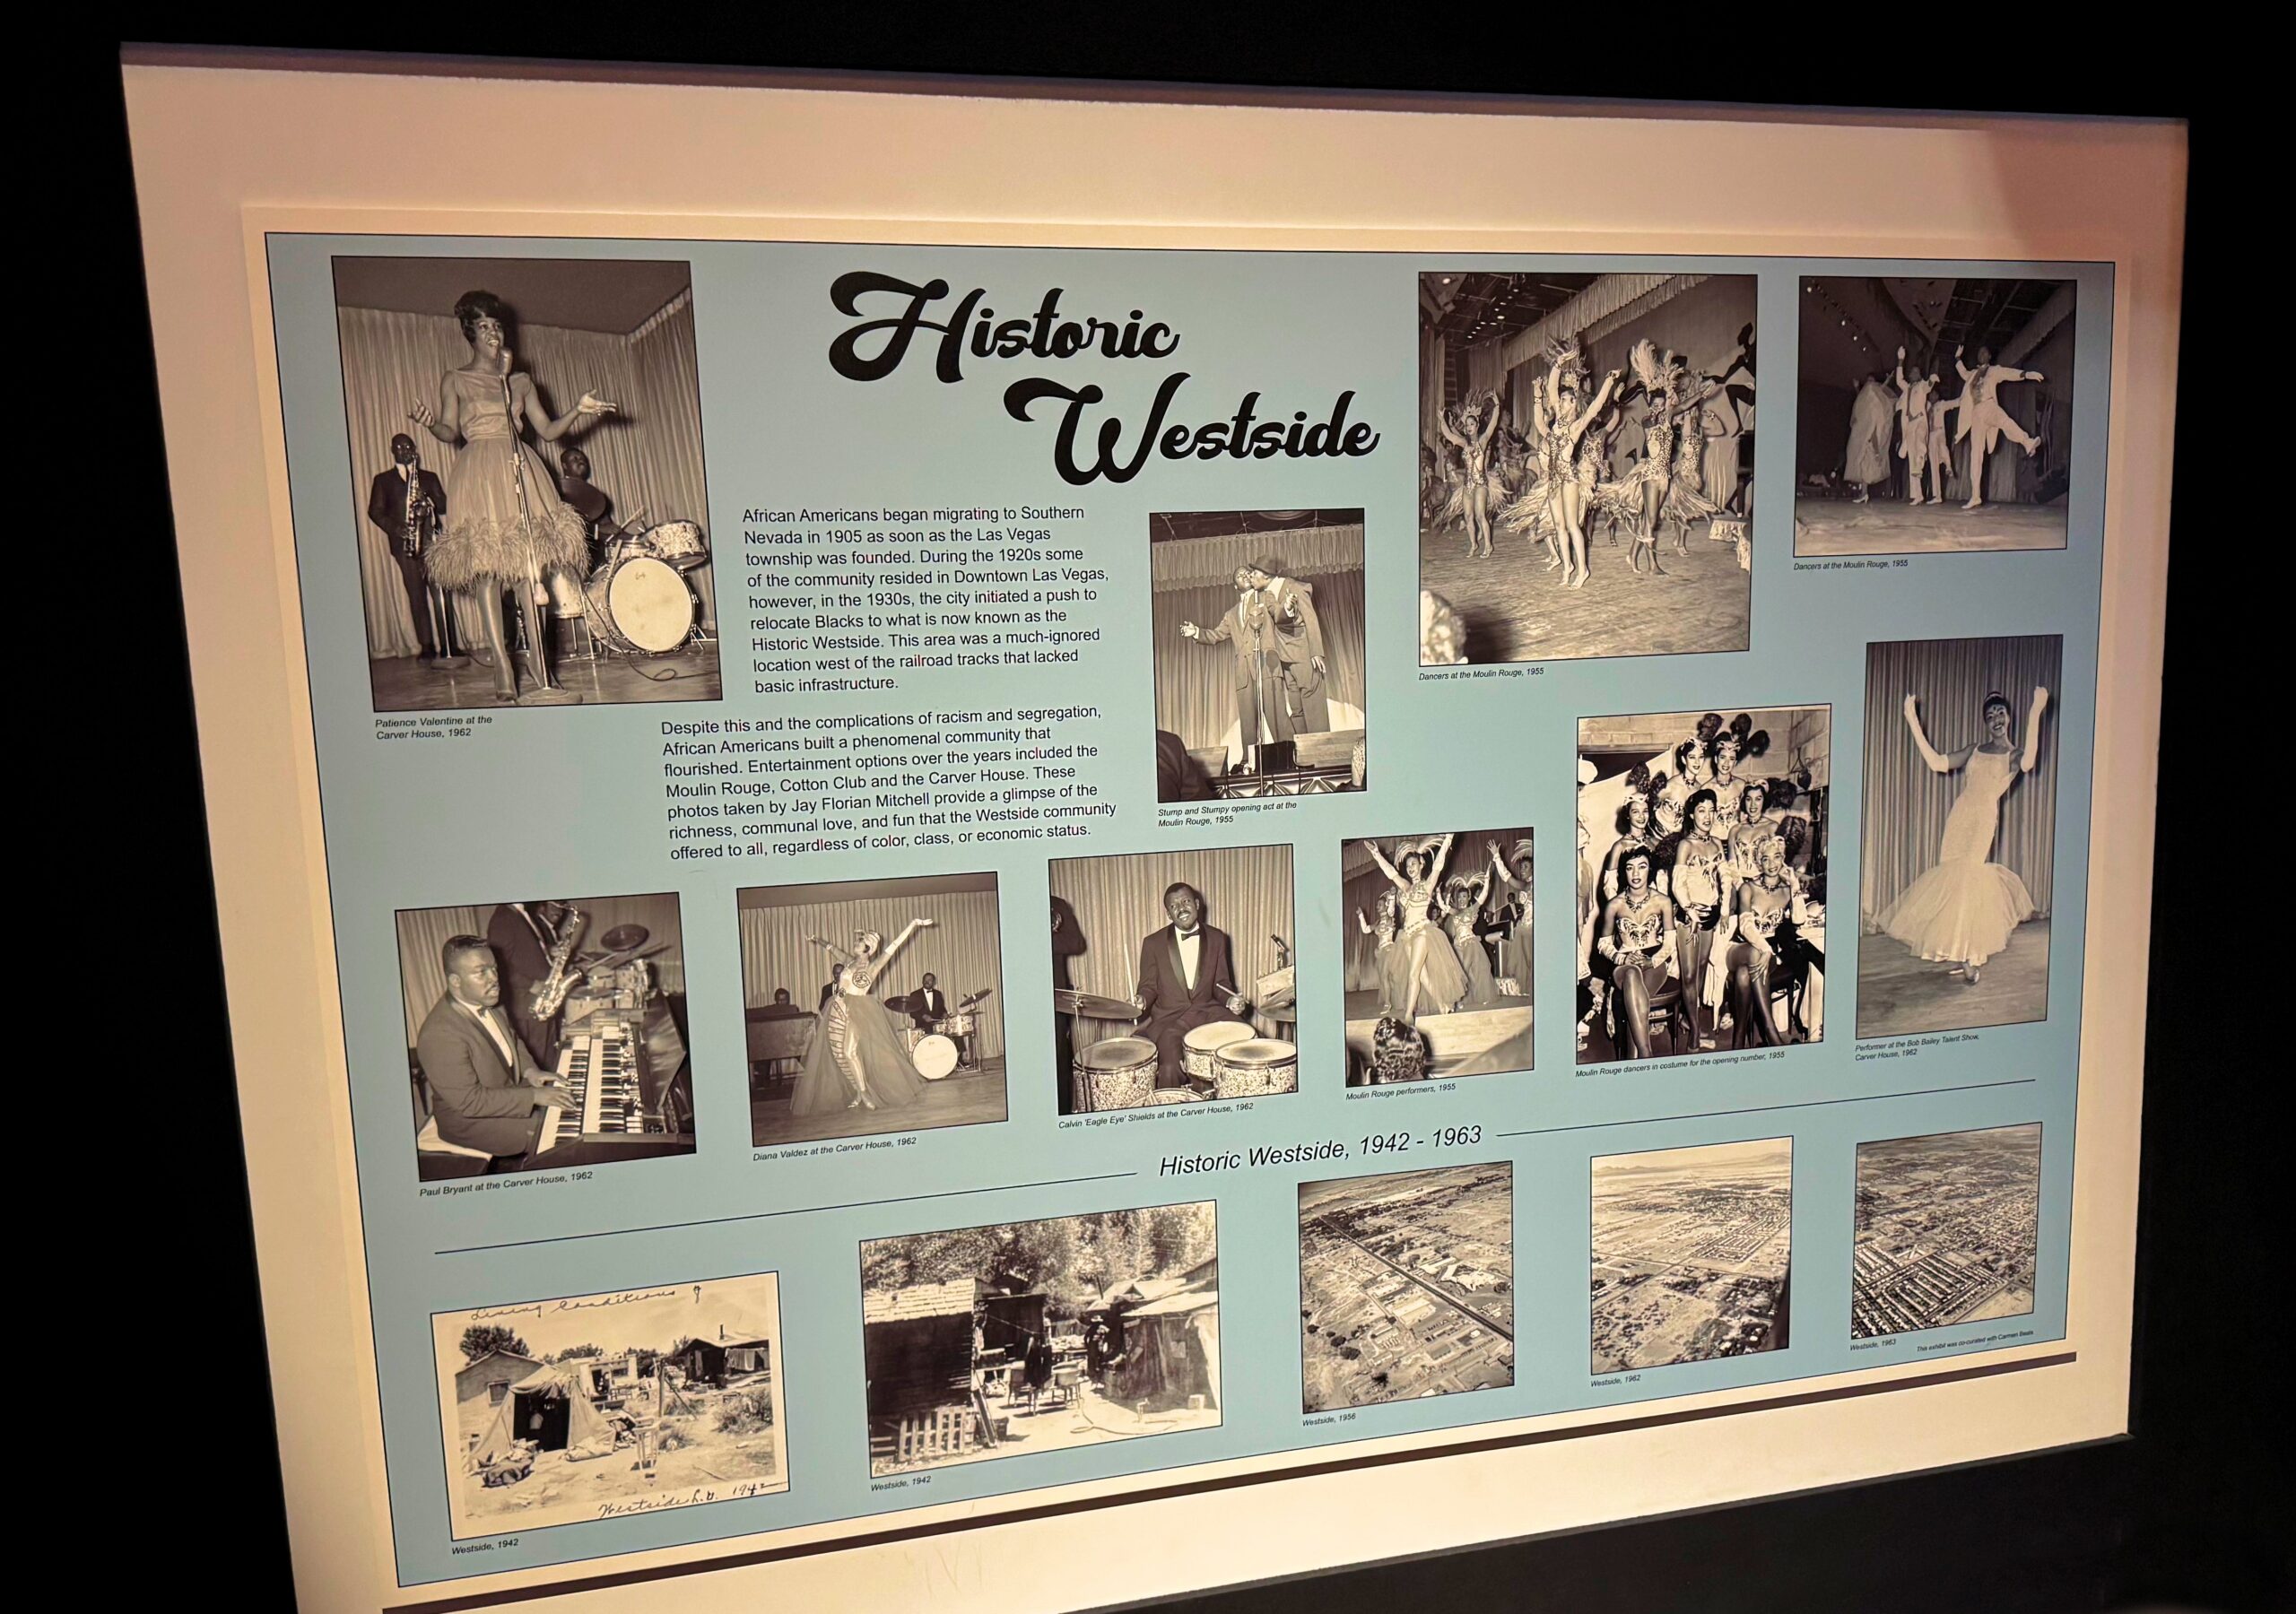 Historic
Westside
African Americans began migrating to Southern
Nevada in 1905 as soon as the Las Vegas
township was founded. During the 1920s some
of the community resided in Downtown Las Vegas,
however, in the 1930s, the city initiated a push to
relocate Blacks to what is now known as the
Historic Westside. This area was a much-ignored
location west of the railroad tracks that lacked
basic infrastructure.
Despite this and the complications of racism and segregation,
African Americans built a phenomenal community that
flourished. Entertainment options over the years included the
Moulin Rouge, Cotton Club and the Carver House. These
photos taken by Jay Florian Mitchell provide a glimpse of the
richness, communal love, and fun that the Westside community
offered to all, regardless of color, class, or economic status.
Patience Valentine at the
Carver House, 1962
Stump and Stumpy opening act at the
Moulin Rouge, 1955
Dancers at the Moulin Rouge, 1955
Dancers at the Moulin Rouge, 1955
Paul Bryant at the Carver House, 1962
Diana Valdez at the Carver House, 1962
Calvin 'Eagle Eye' Shields at the Carver House, 1962
Moulin Rouge performers, 1955
Moulin Rouge dancers in costume for the opening number, 1955
Performer at the Bob Bailey Talent Show,
Carver House, 1962
Historic Westside, 1942 - 1963
Living Conditions of
Westside L.V. 1942
Westside, 1942
Westside, 1942
Westside, 1956
Westside, 1962
Westside, 1963
This exhibit was co-curated with Carmen Beals